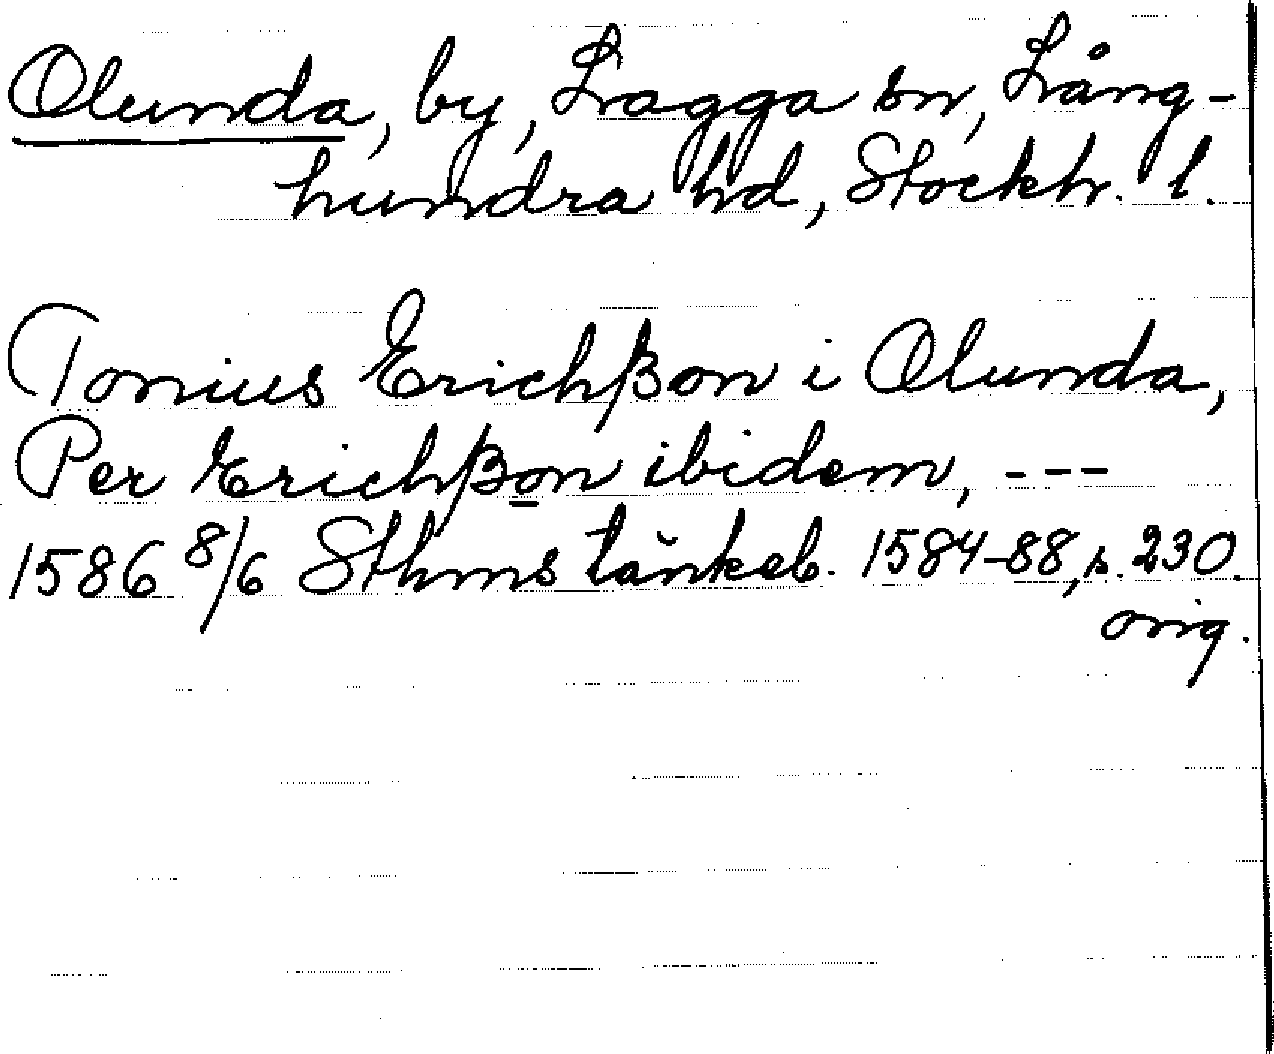 Olunda, by, Lagga sn, Lång-
hundra hd, Stockh. l.
Tonius Erichßon i Olunda,
Per Erichßon ibidem, ---
1586 8/6 Sthms tänkeb. 1584-88, s. 230.
orig.